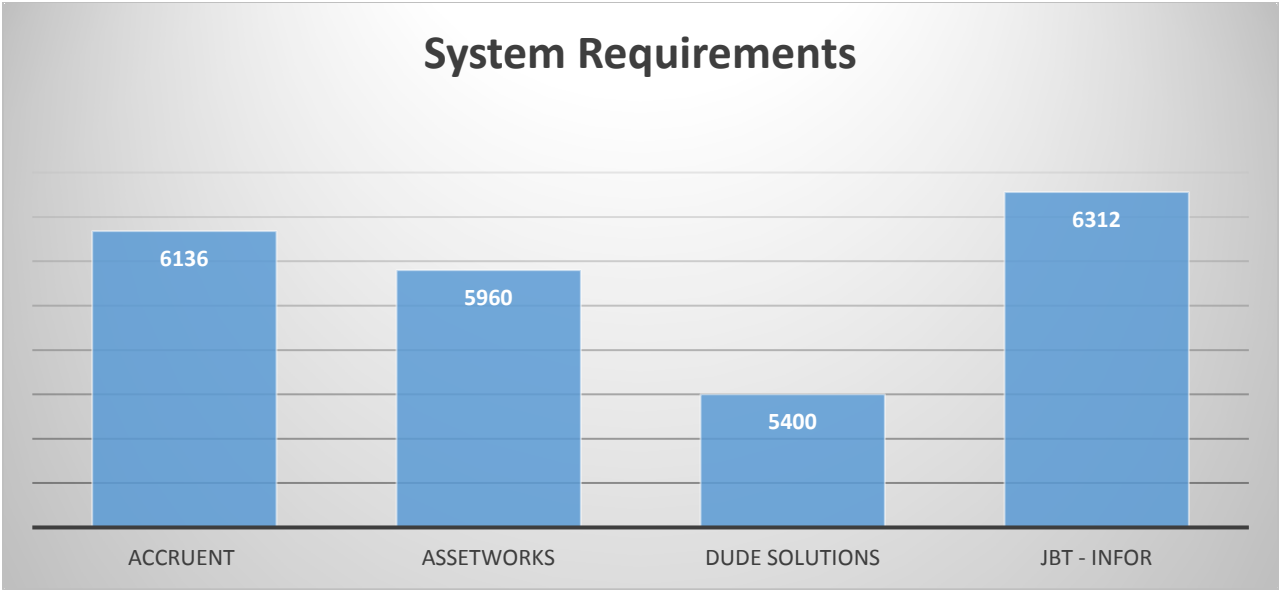 System Requirements
6136
5960
5400
6312
ACCRUENT
ASSETWORKS
DUDE SOLUTIONS
JBT - INFOR